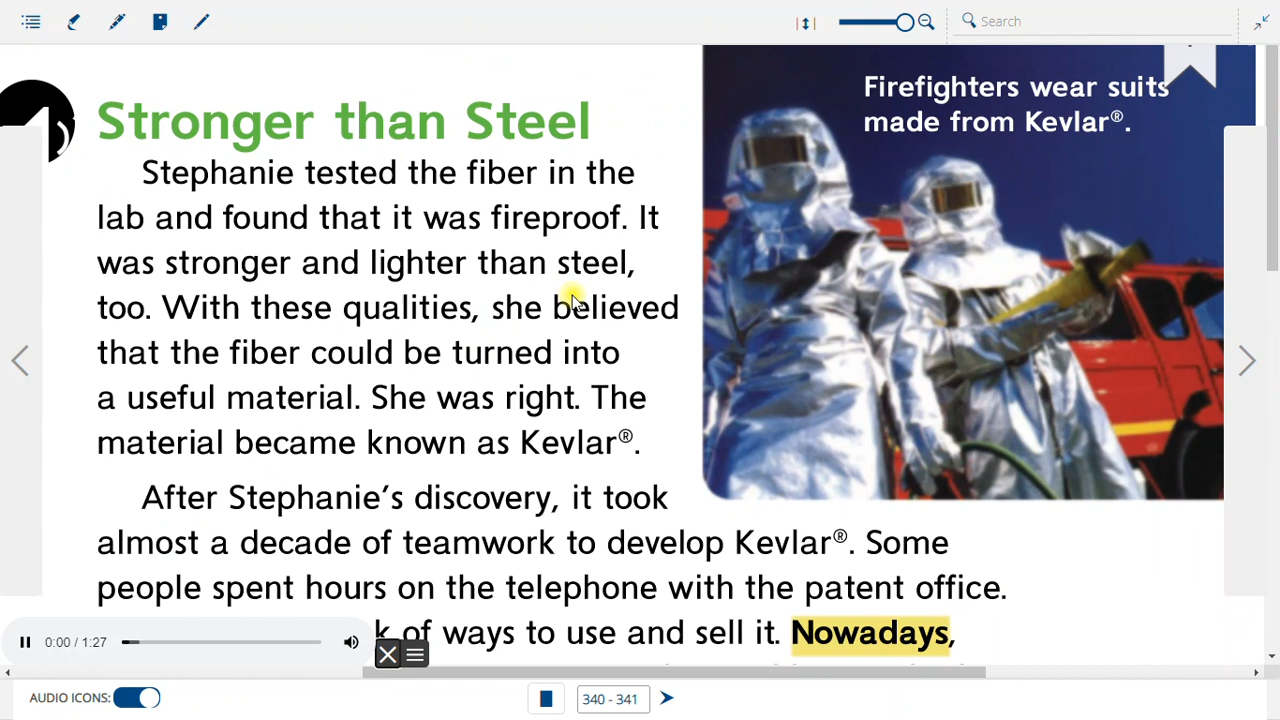 Search
Firefighters wear suits
made from Kevlar®.
Stronger than Steel
Stephanie tested the fiber in the
lab and found that it was fireproof. It
was stronger and lighter than steel,
too. With these qualities, she believed
that the fiber could be turned into
a useful material. She was right. The
material became known as Kevlar®.
After Stephanie's discovery, it took
almost a decade of teamwork to develop Kevlar®. Some
people spent hours on the telephone with the patent office.
of ways to use and sell it. Nowadays,
0:00 / 1:27
AUDIO ICONS:
340 - 341